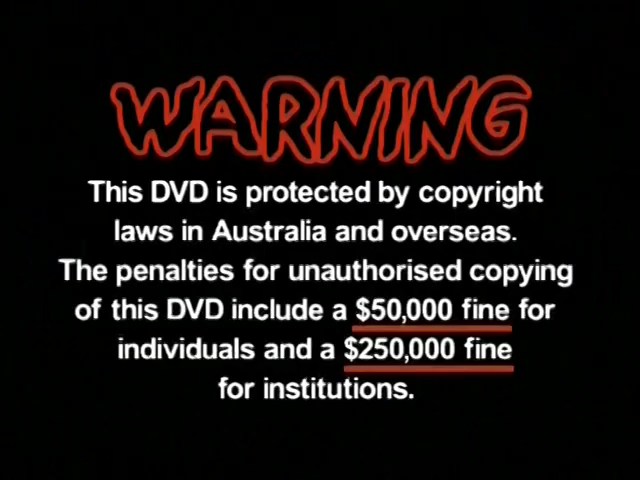 WARNING
This DVD is protected by copyright
laws in Australia and overseas.
The penalties for unauthorised copying
of this DVD include a $50,000 fine for
individuals and a $250,000 fine
for institutions.